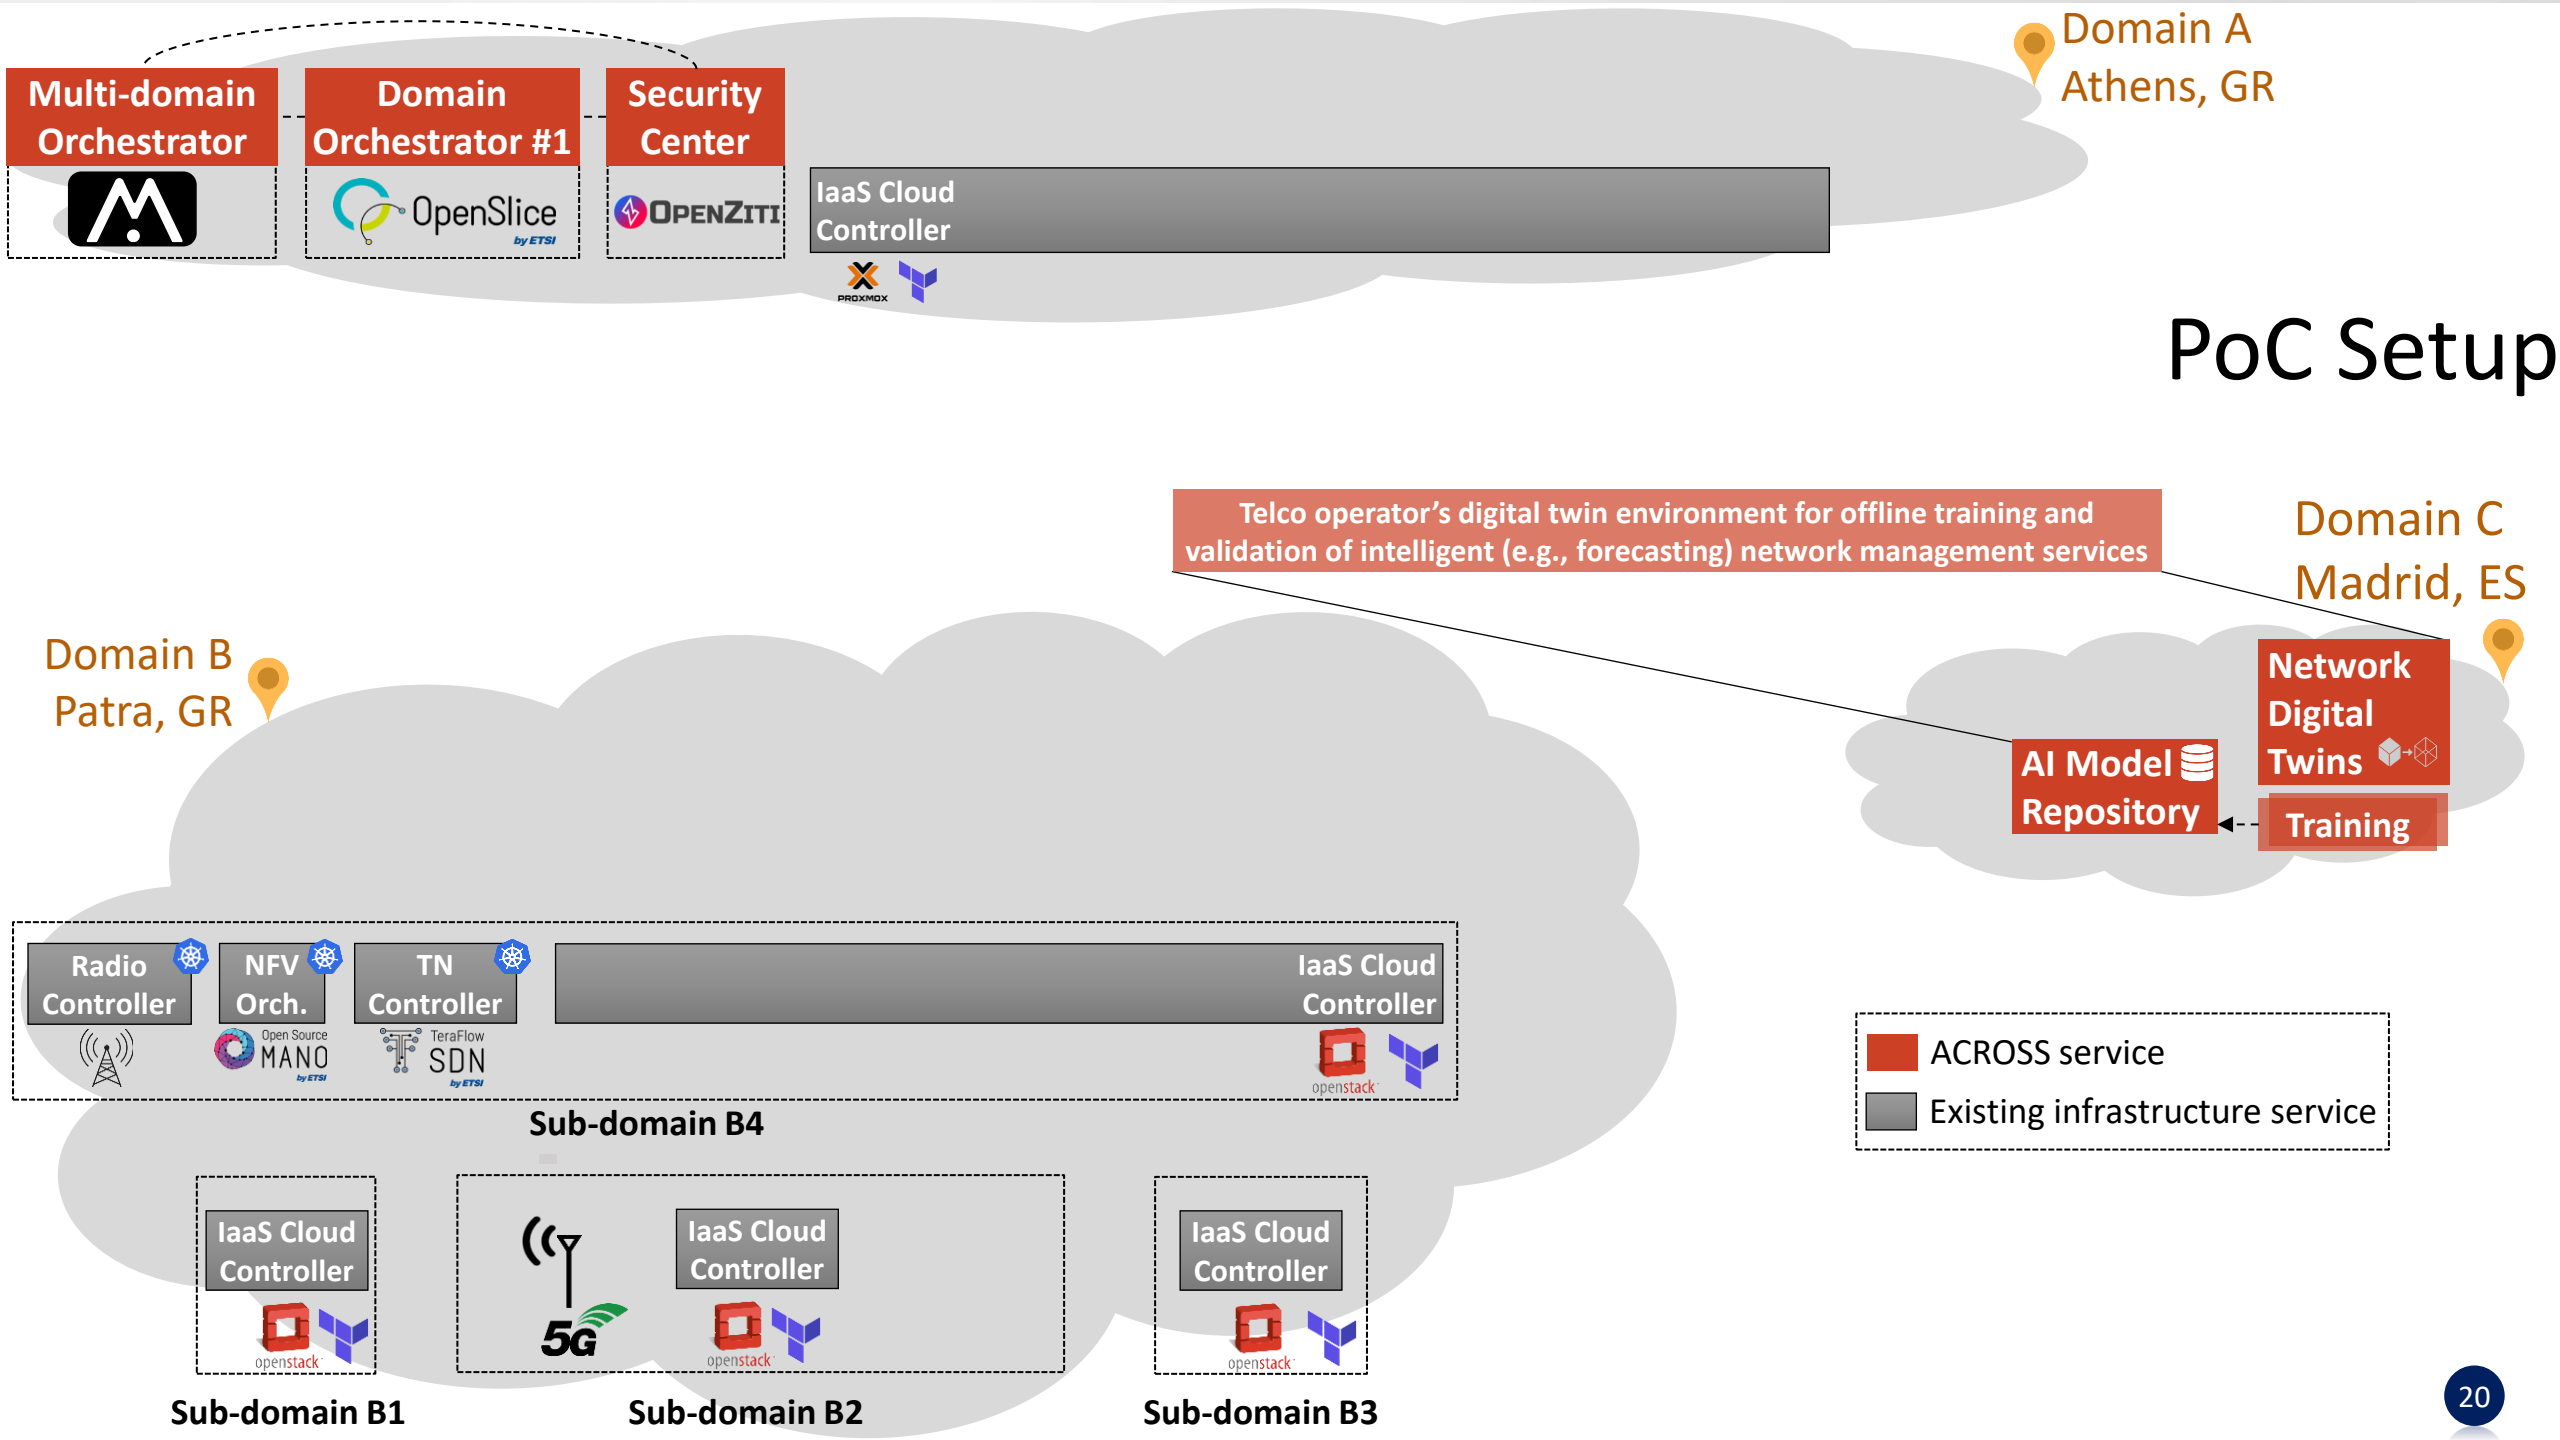 Domain A
Athens, GR
Multi-domain
Orchestrator
Domain
Orchestrator #1
Security
Center
OpenSlice
by ETSI
OPENZITI
IaaS Cloud
Controller
PROXMOX
PoC Setup
Telco operator’s digital twin environment for offline training and
validation of intelligent (e.g., forecasting) network management services
Domain C
Madrid, ES
Network
Digital
Twins
AI Model
Repository
Training
Domain B
Patra, GR
Radio
Controller
NFV
Orch.
Open Source
MANO
by ETSI
TN
Controller
TeraFlow
SDN
by ETSI
IaaS Cloud
Controller
openstack
Sub-domain B4
ACROSS service
Existing infrastructure service
IaaS Cloud
Controller
openstack
Sub-domain B1
5G
IaaS Cloud
Controller
openstack
Sub-domain B2
IaaS Cloud
Controller
openstack
Sub-domain B3
20